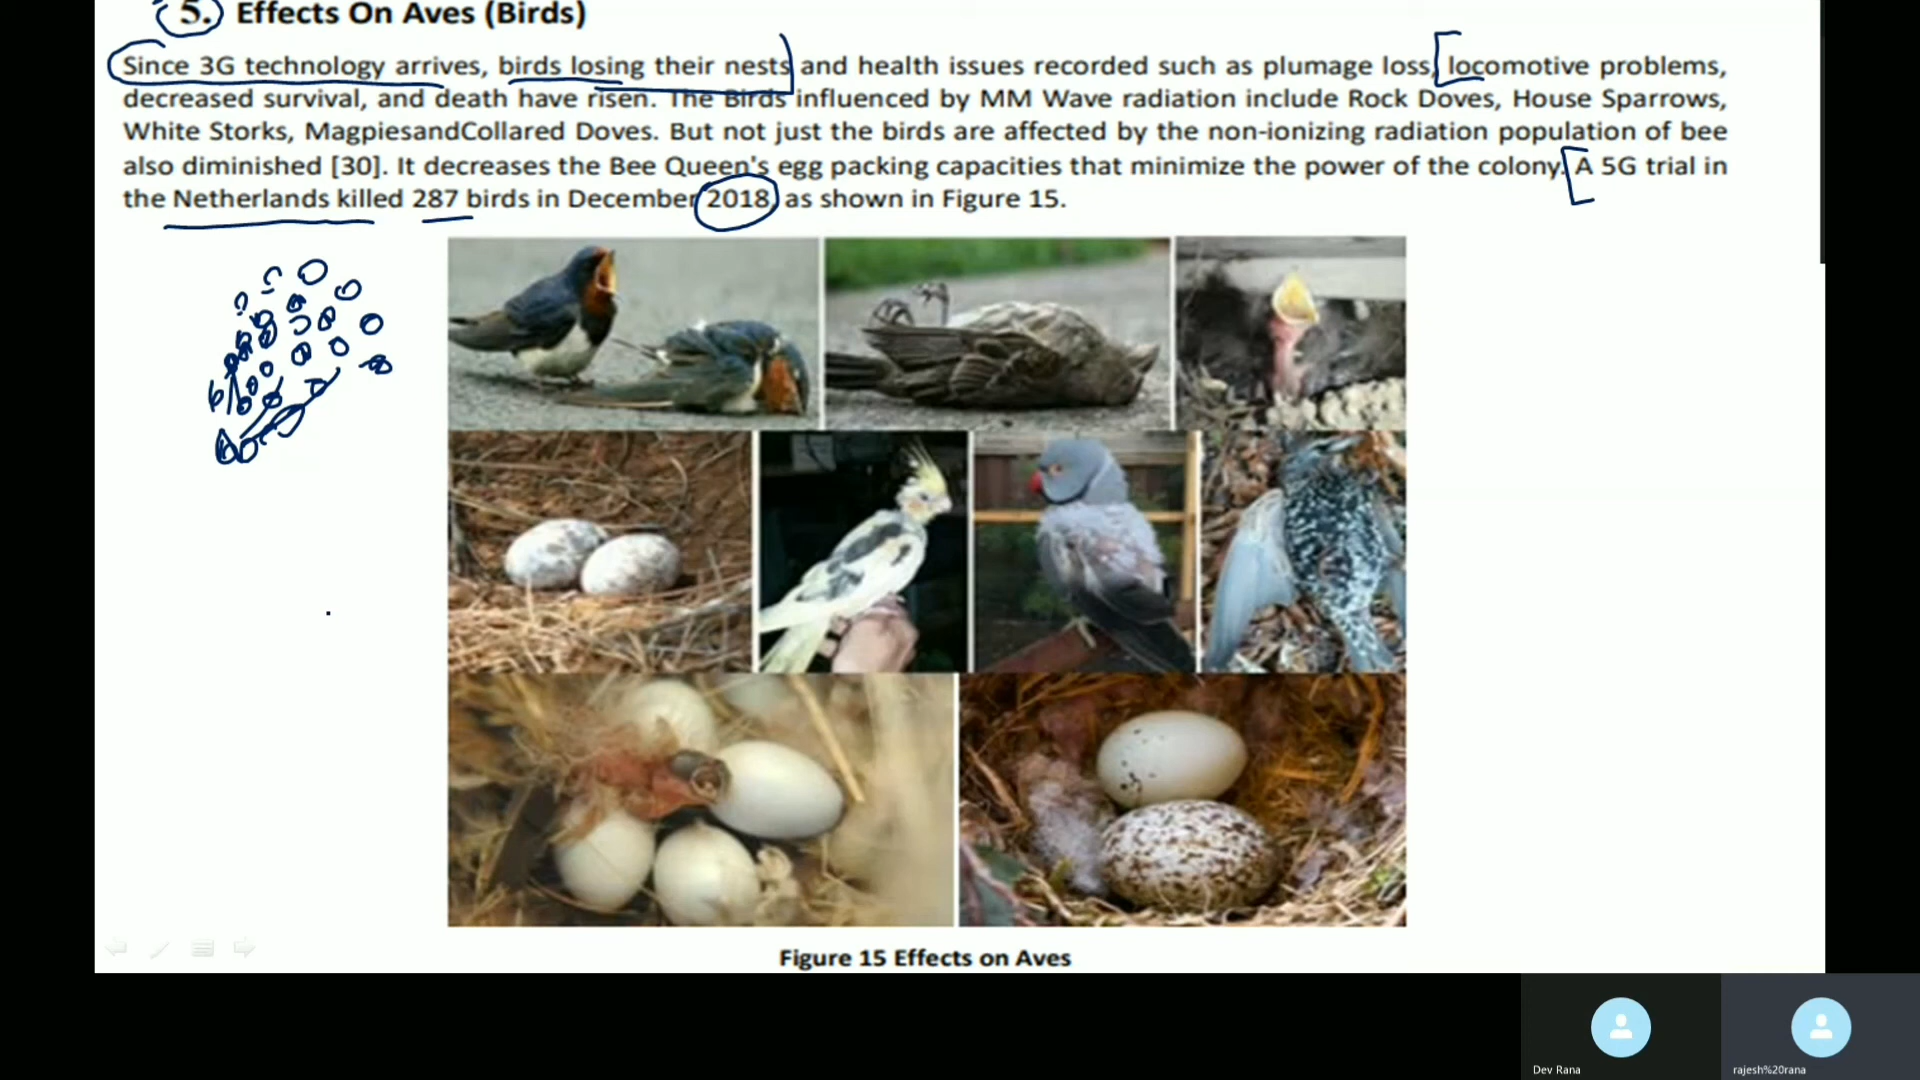 5. Effects On Aves (Birds)
Since 3G technology arrives, birds losing their nests and health issues recorded such as plumage loss, locomotive problems,
decreased survival, and death have risen. The Birds influenced by MM Wave radiation include Rock Doves, House Sparrows,
White Storks, MagpiesandCollared Doves. But not just the birds are affected by the non-ionizing radiation population of bee
also diminished [30]. It decreases the Bee Queen's egg packing capacities that minimize the power of the colony. A 5G trial in
the Netherlands killed 287 birds in December 2018, as shown in Figure 15.
Figure 15 Effects on Aves
Dev Rana
rajesh%20rana